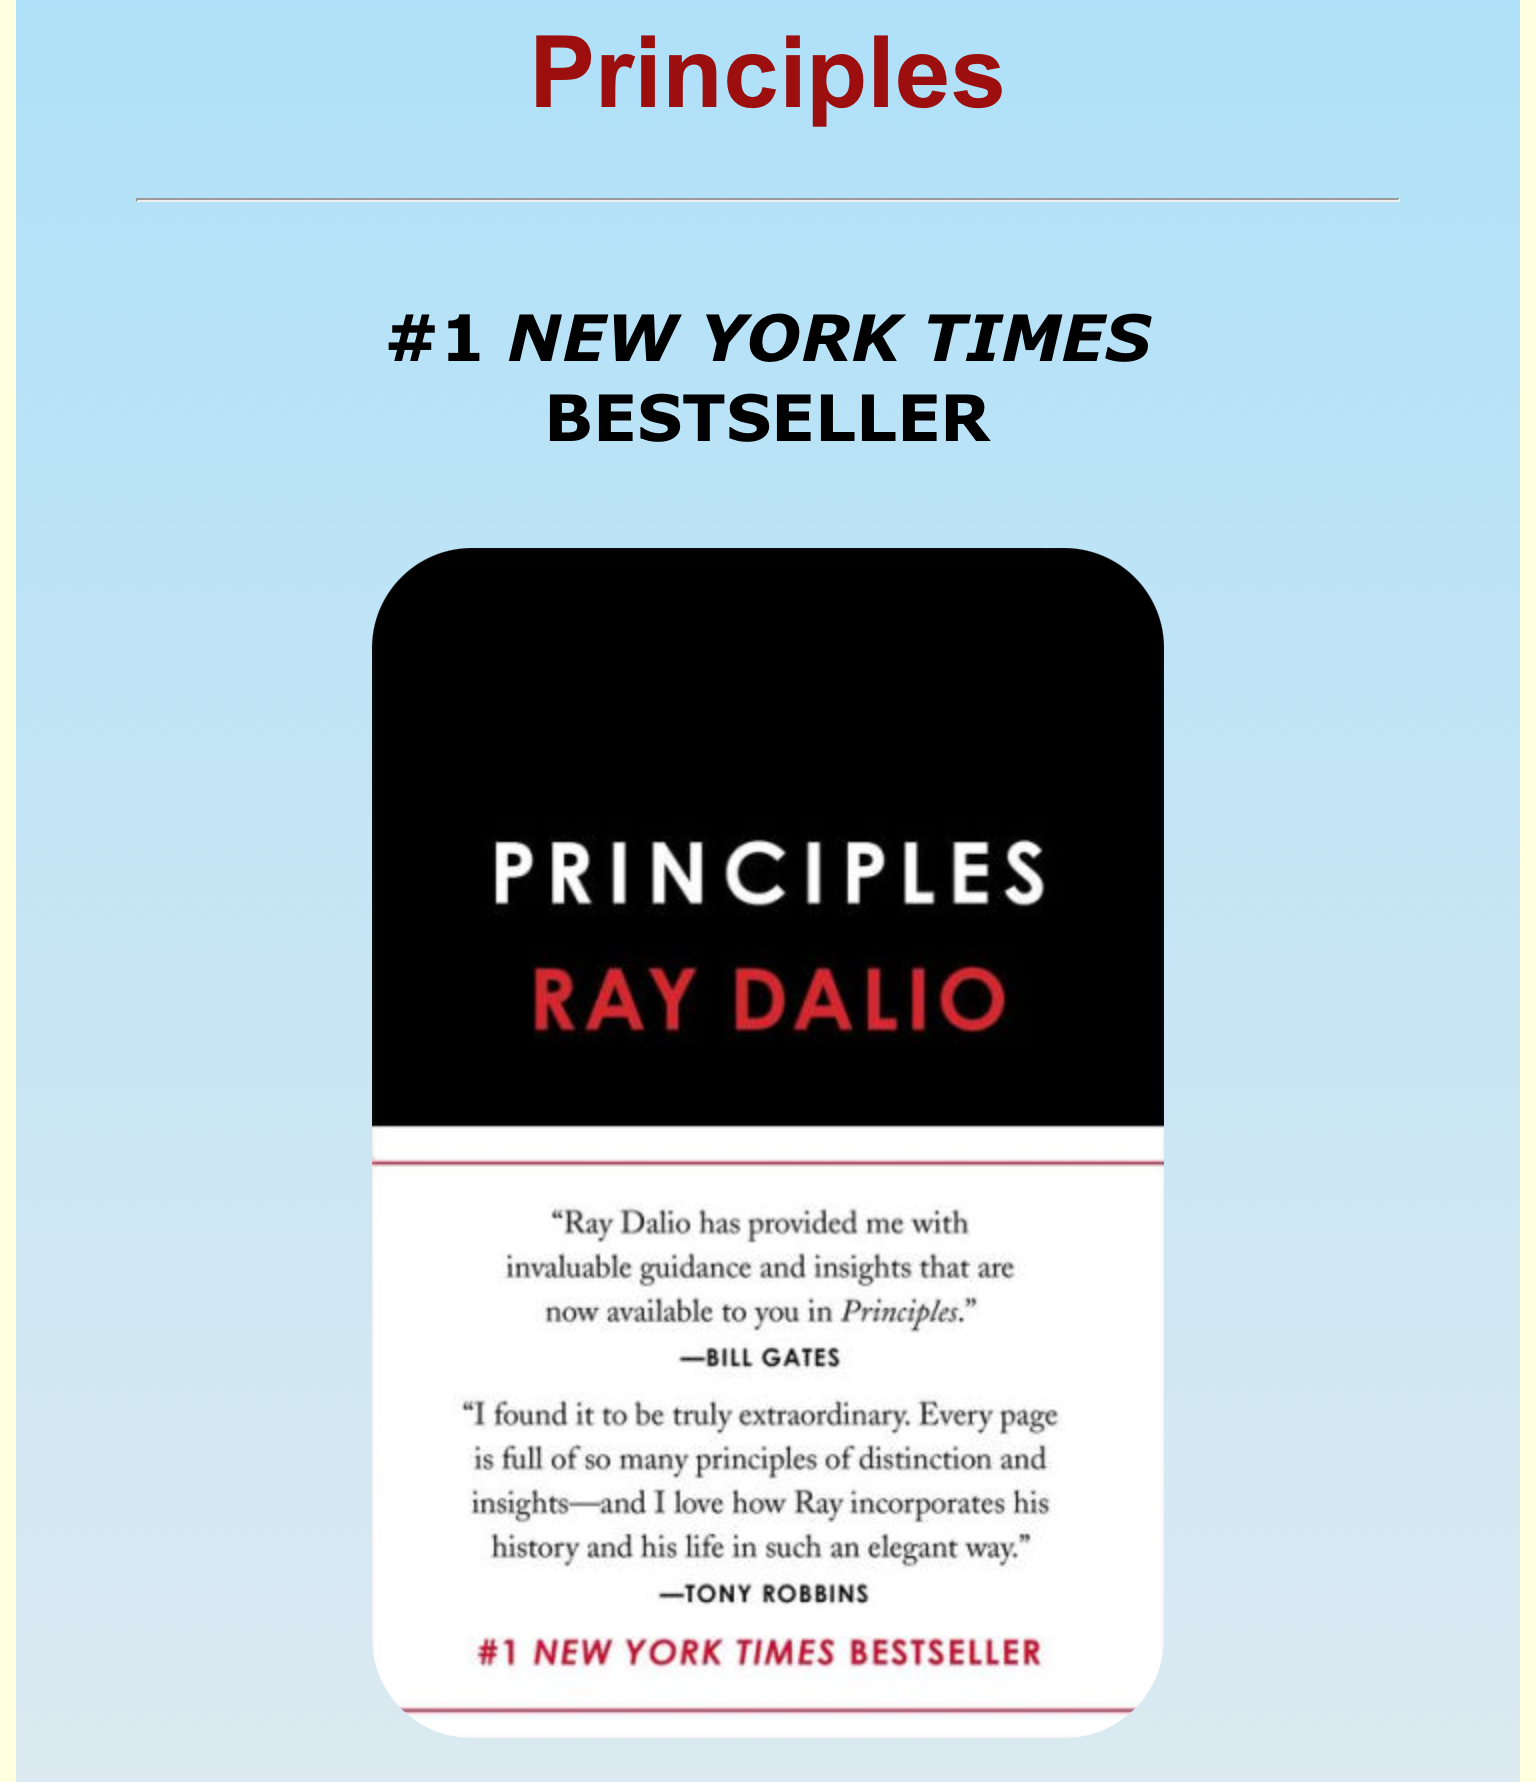 Principles
#1 NEW YORK TIMES
BESTSELLER
PRINCIPLES
RAY DALIO
“Ray Dalio has provided me with
invaluable guidance and insights that are
now available to you in Principles.”
—BILL GATES
“I found it to be truly extraordinary. Every page
is full of so many principles of distinction and
insights—and I love how Ray incorporates his
history and his life in such an elegant way.”
—TONY ROBBINS
#1 NEW YORK TIMES BESTSELLER